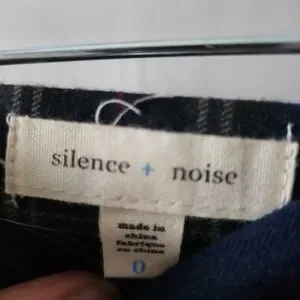 silence + noise
made in
china
fabriqué
en chine
0